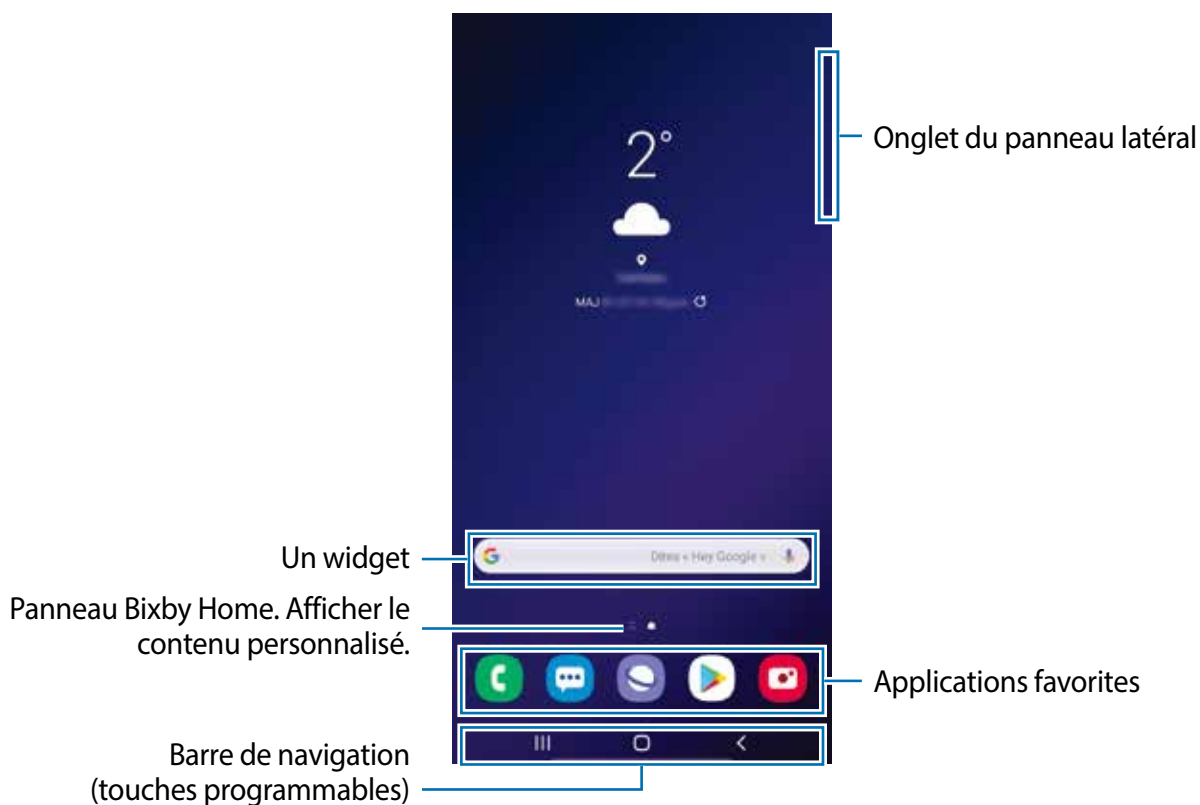 2°
Onglet du panneau latéral
MAJ
Un widget
Dites « Hey Google »
Panneau Bixby Home. Afficher le
contenu personnalisé.
Applications favorites
Barre de navigation
(touches programmables)